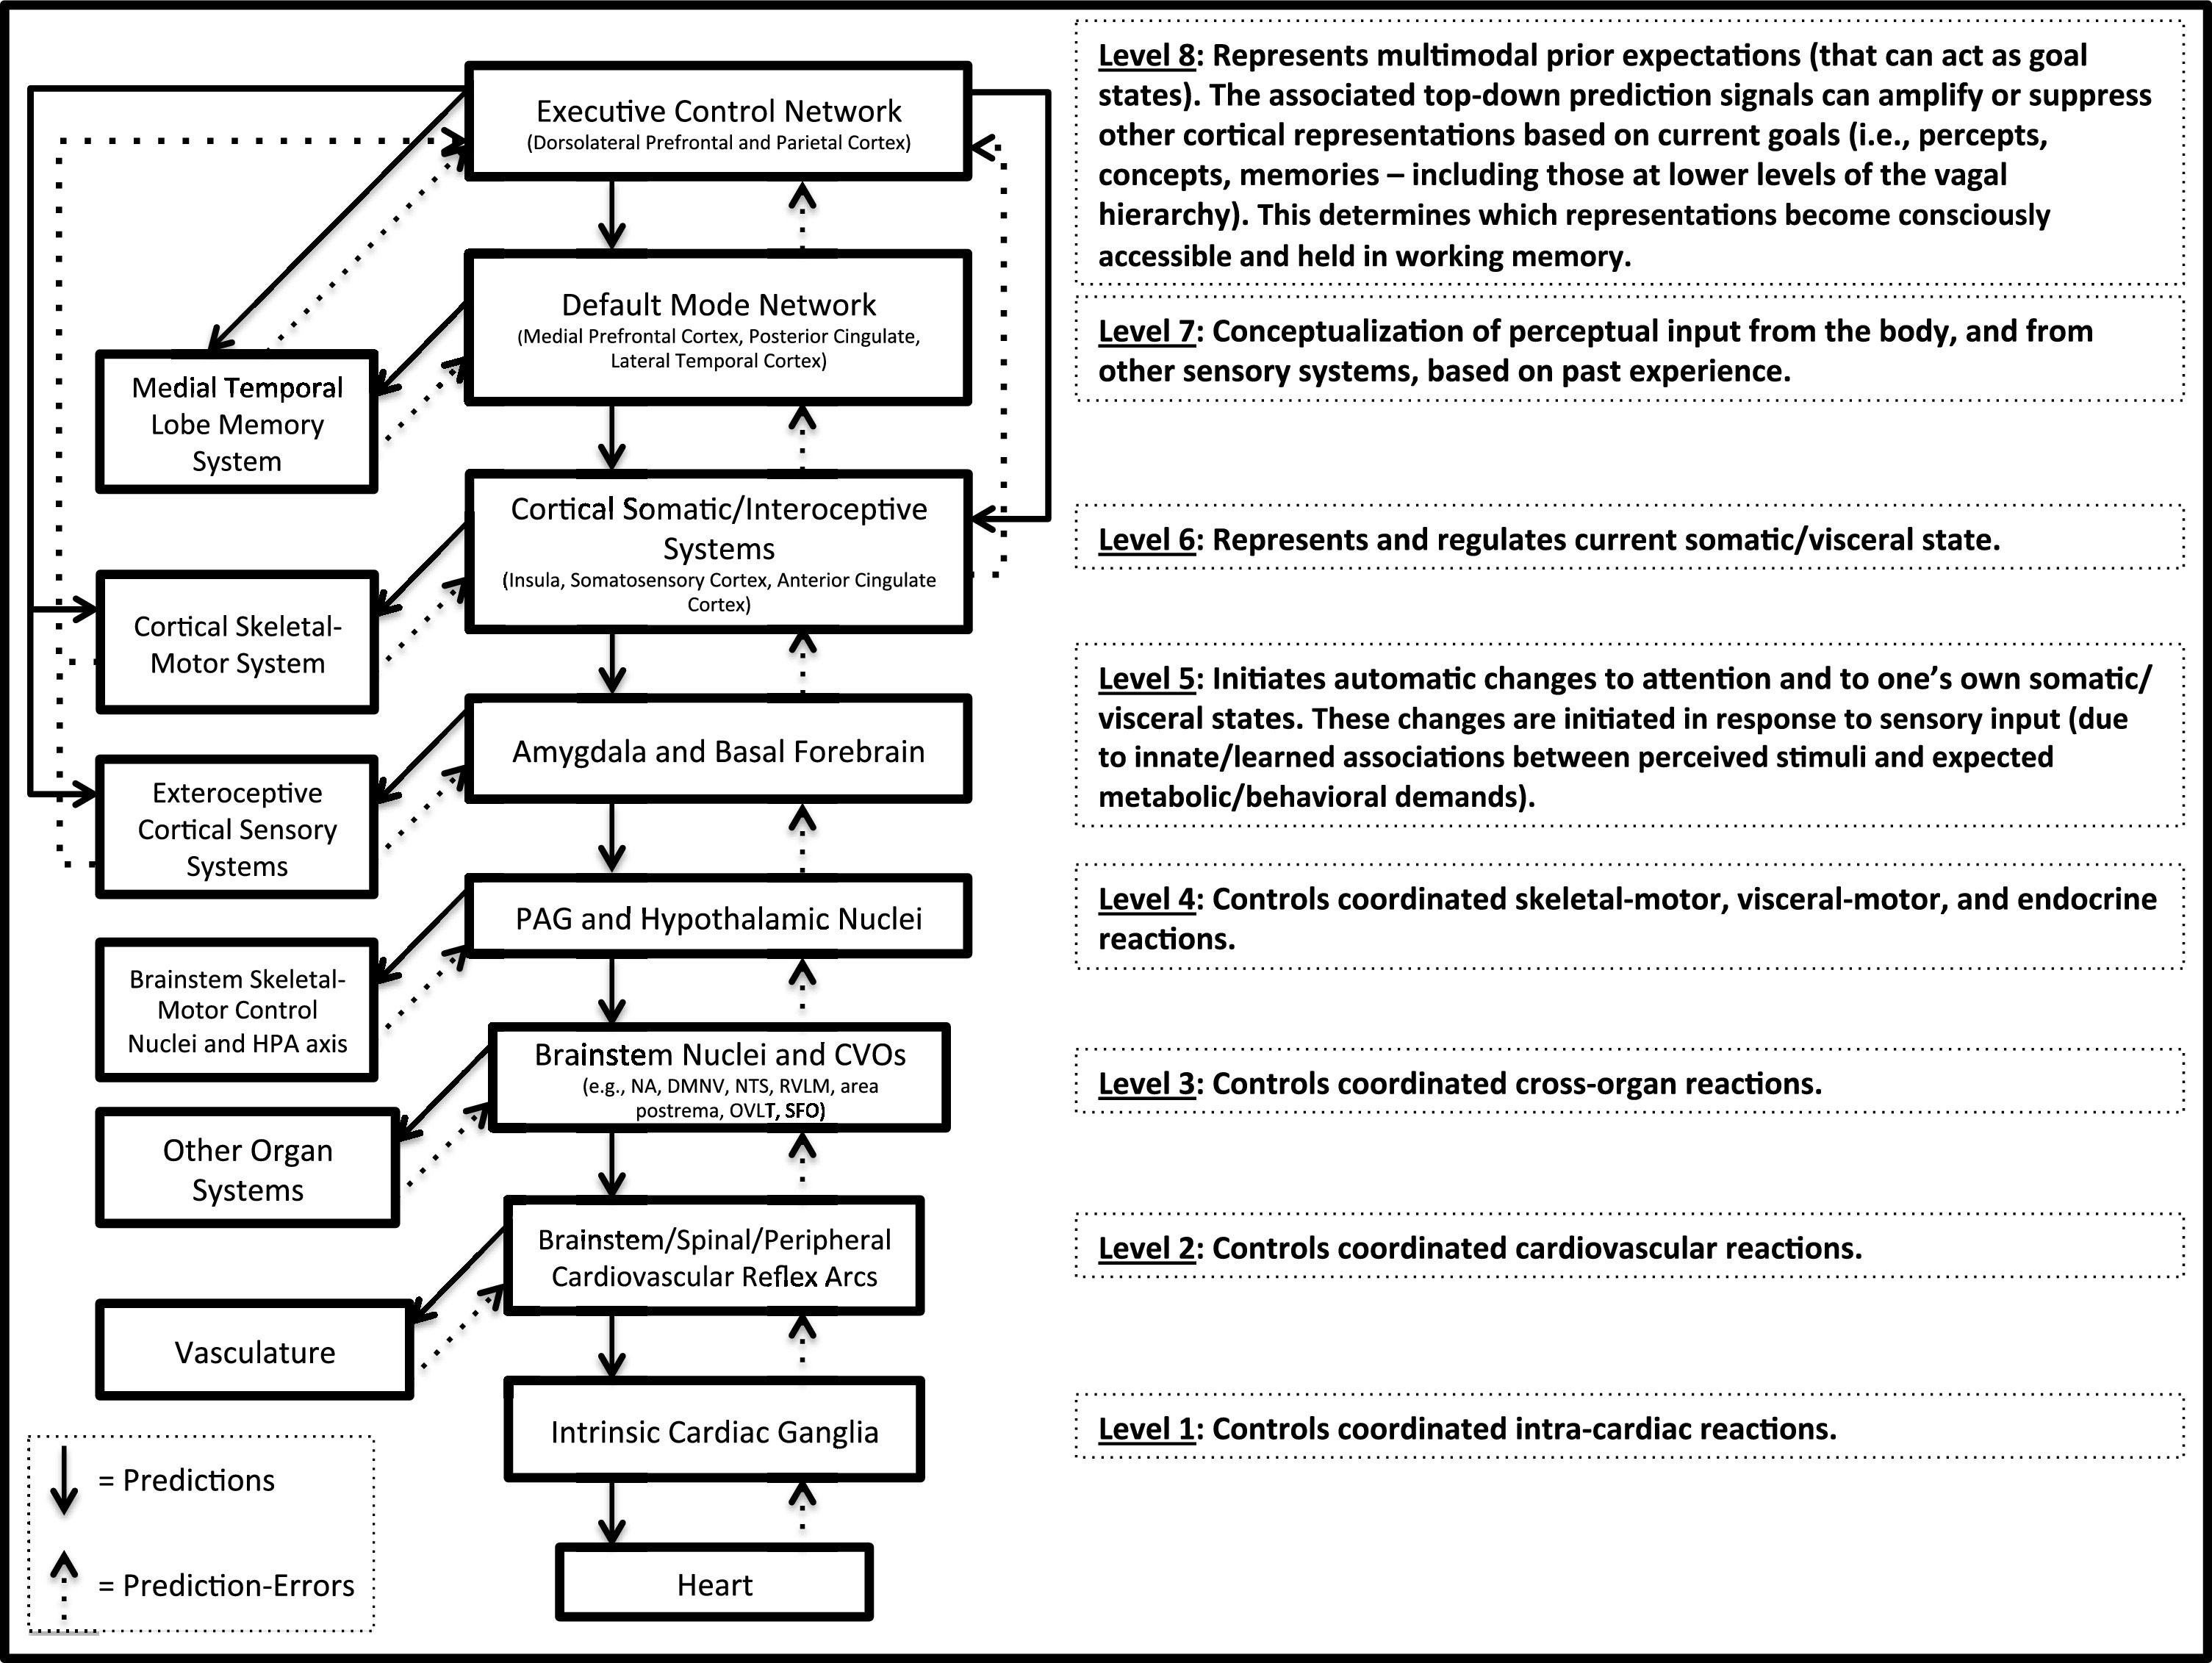 Executive Control Network
(Dorsolateral Prefrontal and Parietal Cortex)
Default Mode Network
(Medial Prefrontal Cortex, Posterior Cingulate,
Lateral Temporal Cortex)
Medial Temporal
Lobe Memory
System
Cortical Somatic/Interoceptive
Systems
(Insula, Somatosensory Cortex, Anterior Cingulate
Cortex)
Cortical Skeletal-
Motor System
Amygdala and Basal Forebrain
Exteroceptive
Cortical Sensory
Systems
PAG and Hypothalamic Nuclei
Brainstem Skeletal-
Motor Control
Nuclei and HPA axis
Brainstem Nuclei and CVOs
(e.g., NA, DMNV, NTS, RVLM, area
postrema, OVLT, SFO)
Other Organ
Systems
Brainstem/Spinal/Peripheral
Cardiovascular Reflex Arcs
Vasculature
Intrinsic Cardiac Ganglia
Heart
= Predictions
= Prediction-Errors
Level 8: Represents multimodal prior expectations (that can act as goal
states). The associated top-down prediction signals can amplify or suppress
other cortical representations based on current goals (i.e., percepts,
concepts, memories – including those at lower levels of the vagal
hierarchy). This determines which representations become consciously
accessible and held in working memory.
Level 7: Conceptualization of perceptual input from the body, and from
other sensory systems, based on past experience.
Level 6: Represents and regulates current somatic/visceral state.
Level 5: Initiates automatic changes to attention and to one’s own somatic/
visceral states. These changes are initiated in response to sensory input (due
to innate/learned associations between perceived stimuli and expected
metabolic/behavioral demands).
Level 4: Controls coordinated skeletal-motor, visceral-motor, and endocrine
reactions.
Level 3: Controls coordinated cross-organ reactions.
Level 2: Controls coordinated cardiovascular reactions.
Level 1: Controls coordinated intra-cardiac reactions.